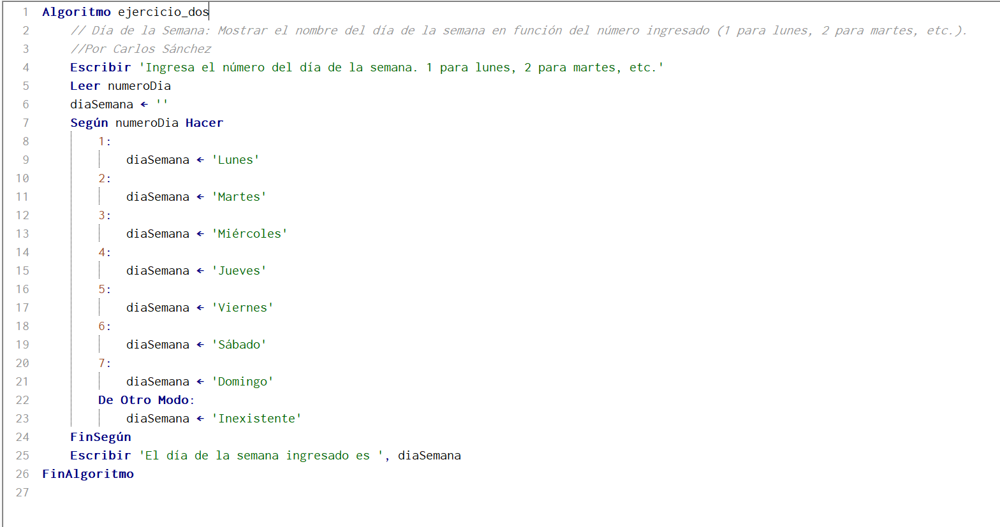 1 Algoritmo ejercicio_dos
2 // Día de la Semana: Mostrar el nombre del día de la semana en función del número ingresado (1 para lunes, 2 para martes, etc.).
3 //Por Carlos Sánchez
4 Escribir 'Ingresa el número del día de la semana. 1 para lunes, 2 para martes, etc.'
5 Leer numeroDia
6 diaSemana ← ''
7 Según numeroDia Hacer
8 1:
9 diaSemana ← 'Lunes'
10 2:
11 diaSemana ← 'Martes'
12 3:
13 diaSemana ← 'Miércoles'
14 4:
15 diaSemana ← 'Jueves'
16 5:
17 diaSemana ← 'Viernes'
18 6:
19 diaSemana ← 'Sábado'
20 7:
21 diaSemana ← 'Domingo'
22 De Otro Modo:
23 diaSemana ← 'Inexistente'
24 FinSegún
25 Escribir 'El día de la semana ingresado es ', diaSemana
26 FinAlgoritmo
27